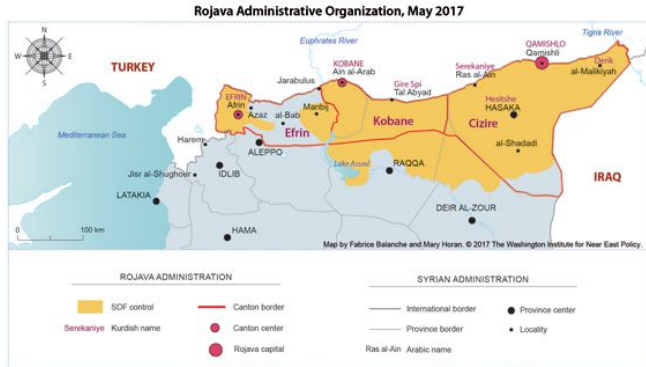 Rojava Administrative Organization, May 2017
N
W E
S
TURKEY
Euphrates River
Tigris River
KOBANE
Ain al-Arab
Jarabulus
QAMISHLO
Qamishli
Serekaniye
Ras al-Ain
Derik
al-Malikiyah
Gire Spi
Tal Abyad
EFRIN
Afrin
Azaz
al-Bab
Manbij
Hesitshe
HASAKA
Mediterranean Sea
Efrin
Kobane
Cizire
Harem
ALEPPO
al-Shadadi
Jisr al-Shughour
IDLIB
Lake Assad
RAQQA
IRAQ
LATAKIA
DEIR AL-ZOUR
0 100 km
HAMA
Map by Fabrice Balanche and Mary Horan. © 2017 The Washington Institute for Near East Policy.
ROJAVA ADMINISTRATION
SDF control
Serekaniye Kurdish name
Canton border
Canton center
Rojava capital
SYRIAN ADMINISTRATION
International border
Province border
Ras al-Ain Arabic name
Province center
Locality